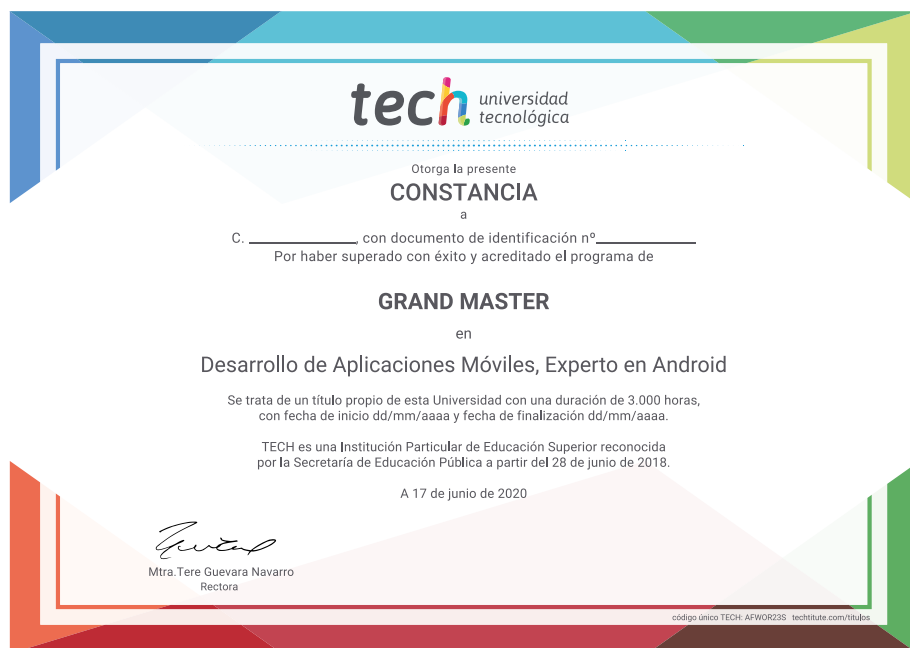 tech universidad
tecnológica
Otorga la presente
CONSTANCIA
a
C. ____________, con documento de identificación nº____________
Por haber superado con éxito y acreditado el programa de
GRAND MASTER
en
Desarrollo de Aplicaciones Móviles, Experto en Android
Se trata de un título propio de esta Universidad con una duración de 3.000 horas,
con fecha de inicio dd/mm/aaaa y fecha de finalización dd/mm/aaaa.
TECH es una Institución Particular de Educación Superior reconocida
por la Secretaría de Educación Pública a partir del 28 de junio de 2018.
A 17 de junio de 2020
Mtra.Tere Guevara Navarro
Rectora
código único TECH: AFWOR23S techtitute.com/titulos